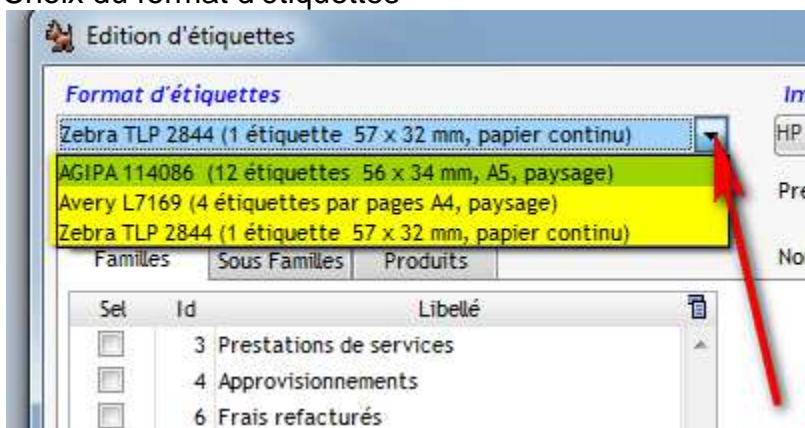 Choix du format d'étiquettes
Edition d'étiquettes
Format d'étiquettes
Zebra TLP 2844 (1 étiquette 57 x 32 mm, papier continu)
HP
AGIPA 114086 (12 étiquettes 56 x 34 mm, A5, paysage)
Avery L7169 (4 étiquettes par pages A4, paysage)
Zebra TLP 2844 (1 étiquette 57 x 32 mm, papier continu)
Familles Sous Familles Produits
Sel Id Libellé
3 Prestations de services
4 Approvisionnements
6 Frais refacturés